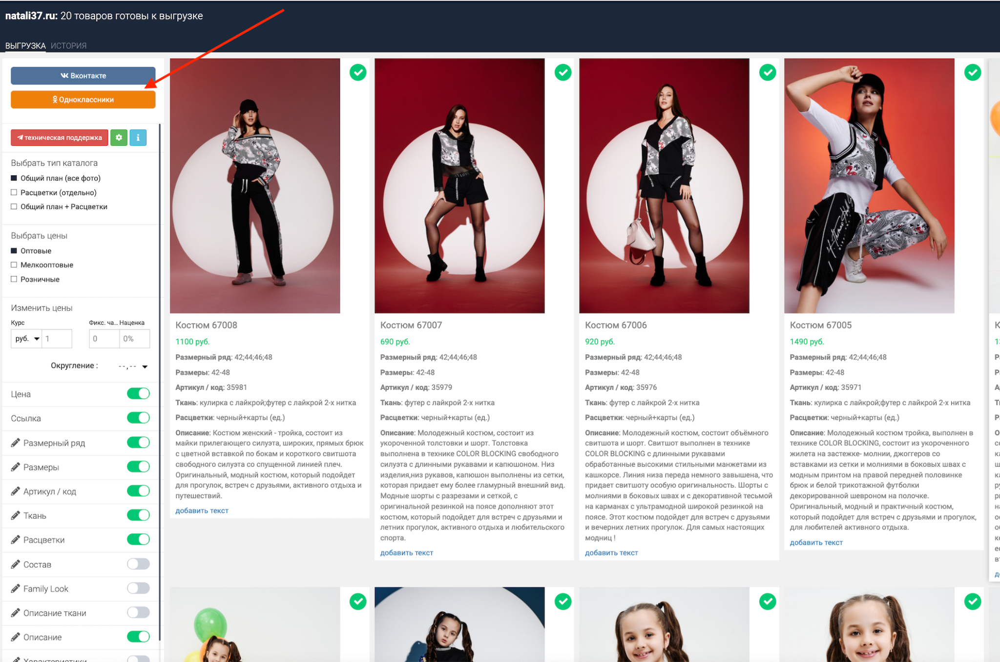 natali37.ru: 20 товаров готовы к выгрузке
ВЫГРУЗКА ИСТОРИЯ
Вконтакте
Одноклассники
техническая поддержка
Выбрать тип каталога
Общий план (все фото)
Расцветки (отдельно)
Общий план + Расцветки
Выбрать цены
Оптовые
Мелкооптовые
Розничные
Изменить цены
Курс Фикс. ча... Наценка
руб. 1 0 0%
Округление : --,--
Цена
Ссылка
Размерный ряд
Размеры
Артикул / код
Ткань
Расцветки
Состав
Family Look
Описание ткани
Описание
Характеристики
Костюм 67008
1100 руб.
Размерный ряд: 42;44;46;48
Размеры: 42-48
Артикул / код: 35981
Ткань: кулирка с лайкрой;футер с лайкрой 2-х нитка
Расцветки: черный+карты (ед.)
Описание: Костюм женский - тройка, состоит из
майки прилегающего силуэта, широких, прямых брюк
с цветной вставкой по бокам и короткого свитшота
свободного силуэта со спущенной линией плеч.
Оригинальный, модный костюм, который подойдет
для прогулок, встреч с друзьями, активного отдыха и
путешествий.
добавить текст
Костюм 67007
690 руб.
Размерный ряд: 42;44;46;48
Размеры: 42-48
Артикул / код: 35979
Ткань: футер с лайкрой 2-х нитка
Расцветки: черный+карты (ед.)
Описание: Молодежный костюм, состоит из
укороченной толстовки и шорт. Толстовка
выполнена в технике COLOR BLOCKING свободного
силуэта с длинными рукавами и капюшоном. Низ
изделия,низ рукавов, капюшон выполнены из сетки,
которая придает ему более гламурный внешний вид.
Модные шорты с разрезами и сеткой, с
оригинальной резинкой на поясе дополняют этот
костюм, который подойдет для встреч с друзьями и
летних прогулок, активного отдыха и любительского
спорта.
добавить текст
Костюм 67006
920 руб.
Размерный ряд: 42;44;46;48
Размеры: 42-48
Артикул / код: 35976
Ткань: футер с лайкрой 2-х нитка
Расцветки: черный+карты (ед.)
Описание: Молодежный костюм, состоит объёмного
свитшота и шорт. Свитшот выполнен в технике
COLOR BLOCKING с длинными рукавами
обработанные высокими стильными манжетами из
кашкорсе. Линия низа переда немного завышена, что
придает свитшоту особую оригинальность. Шорты с
молниями в боковых швах и с декоративной тесьмой
на карманах с ультрамодной широкой резинкой на
поясе. Этот костюм подойдет для встреч с друзьями
и вечерних летних прогулок. Для самых настоящих
модниц !
добавить текст
Костюм 67005
1490 руб.
Размерный ряд: 42;44;46;48
Размеры: 42-48
Артикул / код: 35971
Ткань: кулирка с лайкрой;футер с лайкрой 2-х нитка
Расцветки: черный+карты (ед.)
Описание: Молодежный костюм тройка, выполнен в
технике COLOR BLOCKING, состоит из укороченного
жилета на застежке- молнии, джоггеров со
вставками из сетки и молниями в боковых швах с
модным принтом на правой передней половинке
брюк и белой трикотажной футболки
декорированной шевроном на полочке.
Оригинальный, модный и практичный костюм,
который подойдет для встреч с друзьями и прогулок,
для любителей активного отдыха.
добавить текст